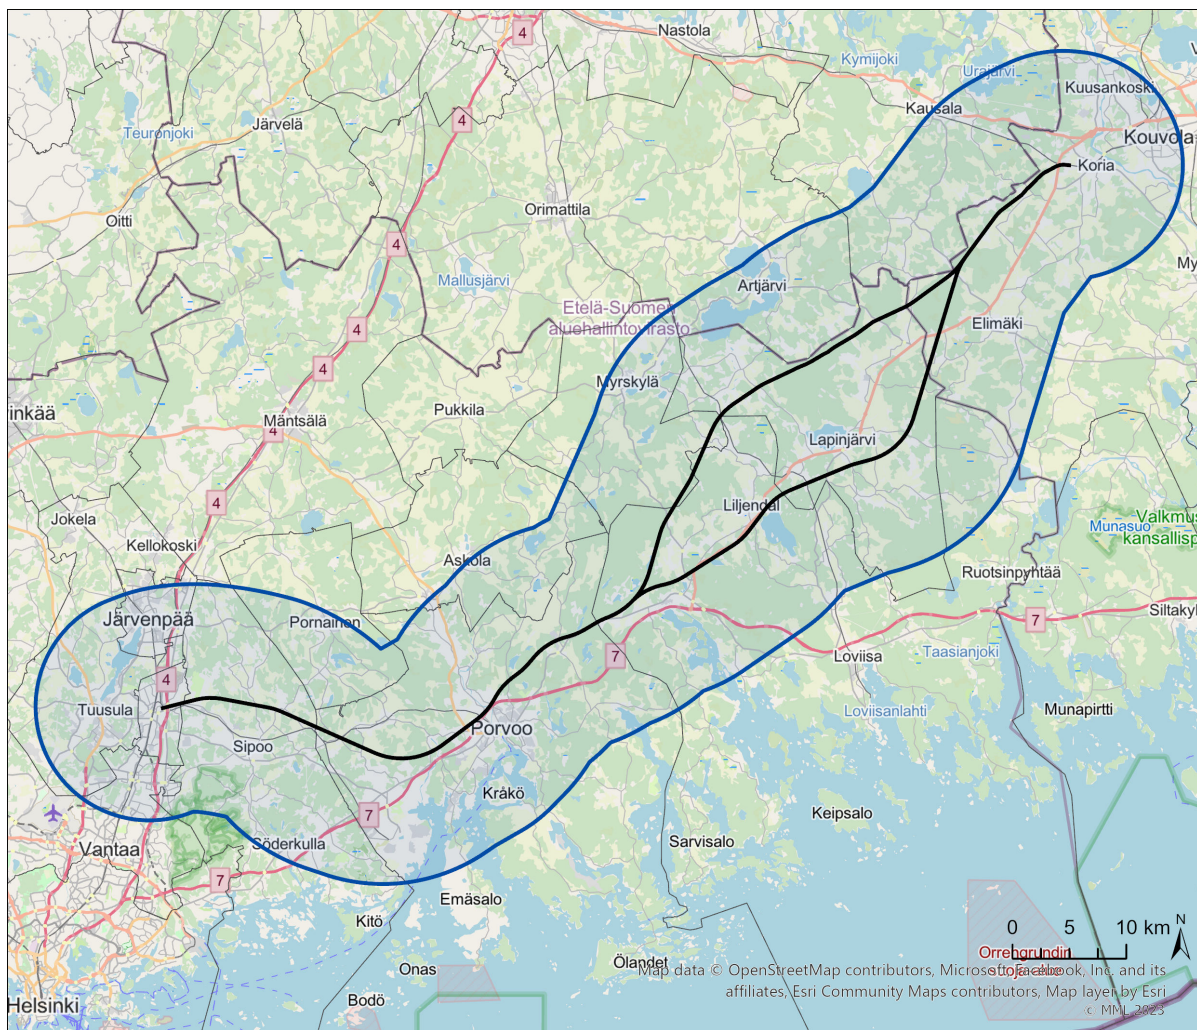 4
Nastola
Kymijoki
Urajärvi
Kuusankoski
Kausala
4
Järvelä
Teuronjoki
Kouvola
Koria
Orimattila
Oitti
4
My
Mallusjärvi
Artjärvi
Etelä-Suomen
aluehallintovirasto
Elimäki
4
4
Myrskylä
Pukkila
inkää
Mäntsälä
4
Lapinjärvi
4
Liljendal
Jokela
Valkmus
kansallisp
Munasuo
Kellokoski
Askola
Ruotsinpyhtää
Järvenpää
Pornainen
7
Siltakyl
Loviisa
Taasianjoki
7
4
Tuusula
Loviisanlahti
Munapirtti
Porvoo
Sipoo
Kråkö
7
Keipsalo
Söderkulla
Sarvisalo
Vantaa
7
Emäsalo
Kitö
0 5 10 km
N
Orrengrundin
Onas
Ölandet
Map data © OpenStreetMap contributors, Microsoft, Facebook, Inc. and its
affiliates, Esri Community Maps contributors, Map layer by Esri
Bodö
Helsinki
© MML 2023